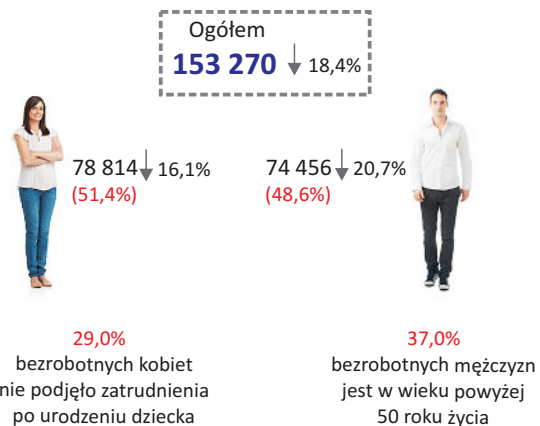 Ogółem
153 270 ↓ 18,4%
78 814 ↓ 16,1%
(51,4%)
74 456 ↓ 20,7%
(48,6%)
29,0%
bezrobotnych kobiet
nie podjęło zatrudnienia
po urodzeniu dziecka
37,0%
bezrobotnych mężczyzn
jest w wieku powyżej
50 roku życia